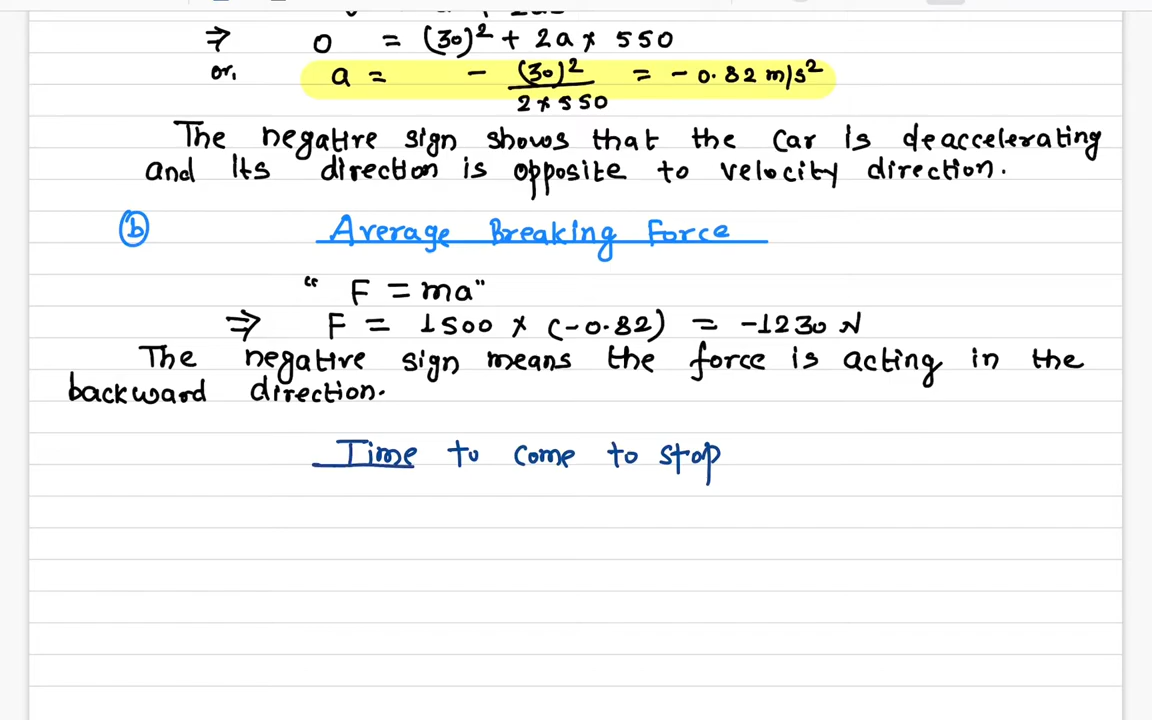 ⇒ 0 = (30)² + 2a × 550
or, a = - (30)² / 2×550 = - 0.82 m/s²
The negative sign shows that the car is deaccelerating
and Its direction is opposite to velocity direction.
(b) Average Breaking Force
“ F = ma”
⇒ F = 1500 × (-0.82) = -1230 N
The negative sign means the force is acting in the
backward direction.
Time to come to stop